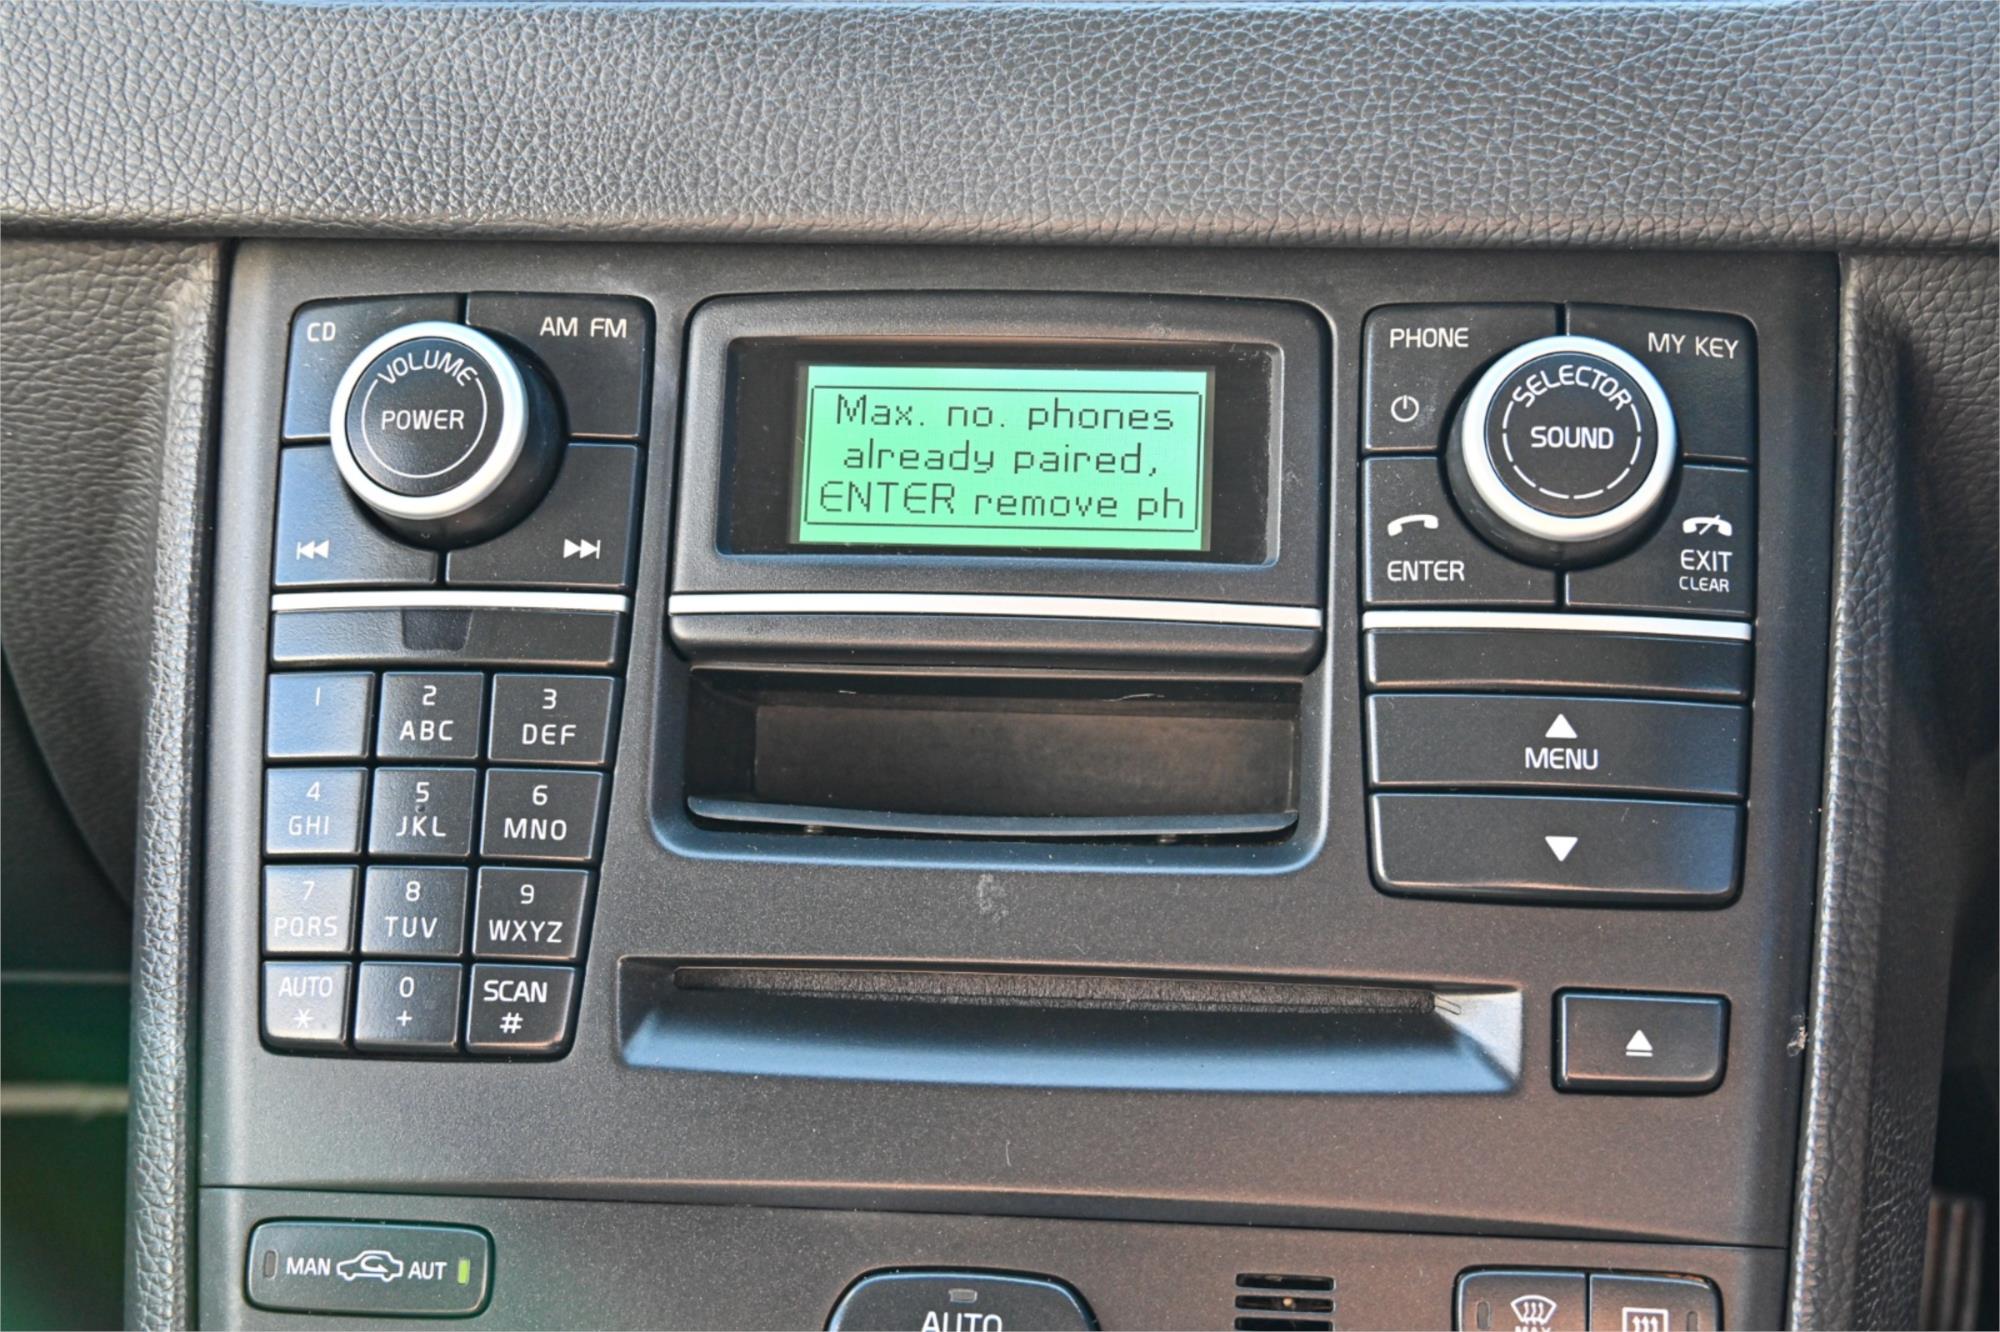 CD
AM FM
VOLUME
POWER
Max. no. phones
already paired,
ENTER remove ph
PHONE
MY KEY
SELECTOR
SOUND
ENTER
EXIT
CLEAR
MENU
1
2
ABC
3
DEF
4
GHI
5
JKL
6
MNO
7
PQRS
8
TUV
9
WXYZ
AUTO
*
0
+
SCAN
#
MAN
AUT
AUTO
MAX